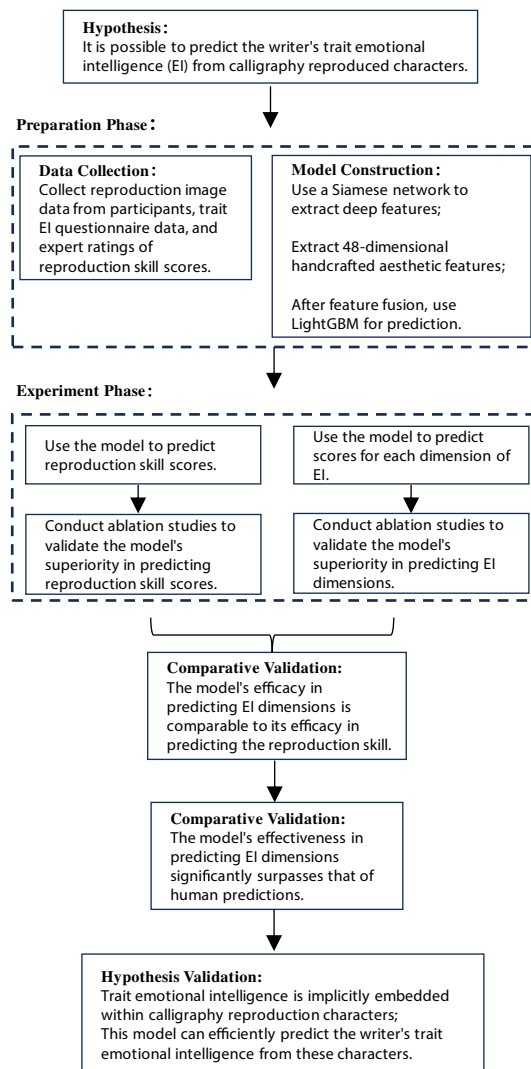 Hypothesis：
It is possible to predict the writer's trait emotional
intelligence (EI) from calligraphy reproduced characters.
Preparation Phase：
Data Collection：
Collect reproduction image
data from participants, trait
EI questionnaire data, and
expert ratings of
reproduction skill scores.
Model Construction：
Use a Siamese network to
extract deep features;
Extract 48-dimensional
handcrafted aesthetic features;
After feature fusion, use
LightGBM for prediction.
Experiment Phase：
Use the model to predict
reproduction skill scores.
Use the model to predict
scores for each dimension of
EI.
Conduct ablation studies to
validate the model's
superiority in predicting
reproduction skill scores.
Conduct ablation studies to
validate the model's
superiority in predicting EI
dimensions.
Comparative Validation:
The model's efficacy in
predicting EI dimensions is
comparable to its efficacy in
predicting the reproduction skill.
Comparative Validation:
The model's effectiveness in
predicting EI dimensions
significantly surpasses that of
human predictions.
Hypothesis Validation:
Trait emotional intelligence is implicitly embedded
within calligraphy reproduction characters;
This model can efficiently predict the writer's trait
emotional intelligence from these characters.